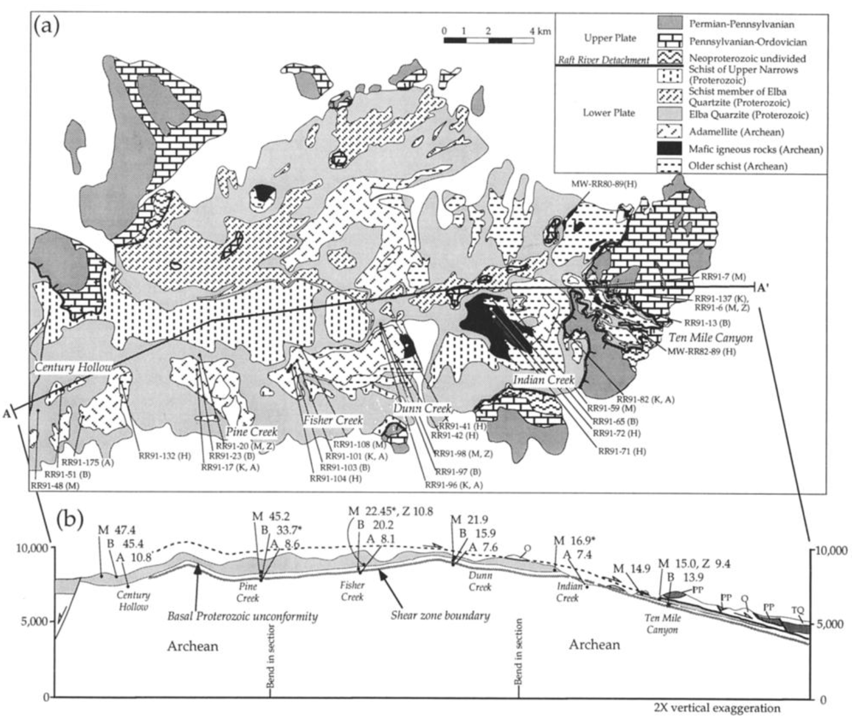 (a)
0 1 2 4 km
Upper Plate
Raft River Detachment
Lower Plate
Permian-Pennsylvanian
Pennsylvanian-Ordovician
Neoproterozoic undivided
Schist of Upper Narrows
(Proterozoic)
Schist member of Elba
Quartzite (Proterozoic)
Elba Quarzite (Proterozoic)
Adamellite (Archean)
Mafic igneous rocks (Archean)
Older schist (Archean)
MW-RR80-89(H)
RR91-7 (M)
A'
RR91-137 (K),
RR91-6 (M, Z)
RR91-13 (B)
Ten Mile Canyon
MW-RR82-89 (H)
Century Hollow
A
Indian Creek
RR91-82 (K, A)
RR91-59 (M)
RR91-65 (B)
RR91-72 (H)
RR91-71 (H)
Dunn Creek
RR91-41 (H)
RR91-42 (H)
RR91-98 (M, Z)
RR91-97 (B)
RR91-96 (K, A)
Fisher Creek
RR91-108 (M)
RR91-101 (K, A)
RR91-103 (B)
RR91-104 (H)
Pine Creek
RR91-20 (M, Z)
RR91-23 (B)
RR91-17 (K, A)
RR91-132 (H)
RR91-175 (A)
RR91-51 (B)
RR91-48 (M)
(b)
M 47.4
B 45.4
A 10.8
M 45.2
B 33.7*
A 8.6
M 22.45*, Z 10.8
B 20.2
A 8.1
M 21.9
B 15.9
A 7.6
O
M 16.9*
A 7.4
M 14.9
M 15.0, Z 9.4
B 13.9
PP
PP
O
PP
TQ
10,000
5,000
0
10,000
5,000
0
Century
Hollow
Pine
Creek
Fisher
Creek
Dunn
Creek
Indian
Creek
Ten Mile
Canyon
Basal Proterozoic unconformity
Shear zone boundary
Archean
Archean
Bend in section
Bend in section
2X vertical exaggeration